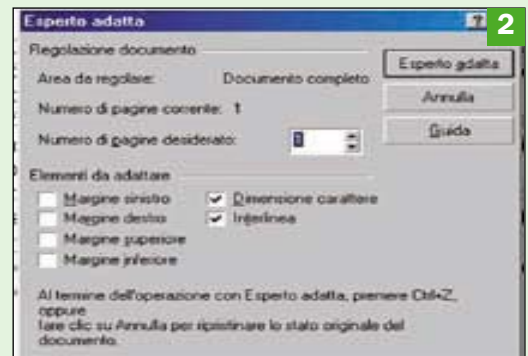 Esperto adatta
2
Regolazione documento
Area da regolare: Documento completo
Numero di pagine corrente: 1
Numero di pagine desiderato: 1
Esperto adatta
Annulla
Guida
Elementi da adattare
Margine sinistro
Margine destro
Margine superiore
Margine inferiore
Dimensione carattere
Interlinea
Al termine dell'operazione con Esperto adatta, premere Ctrl+Z,
oppure
fare clic su Annulla per ripristinare lo stato originale del
documento.